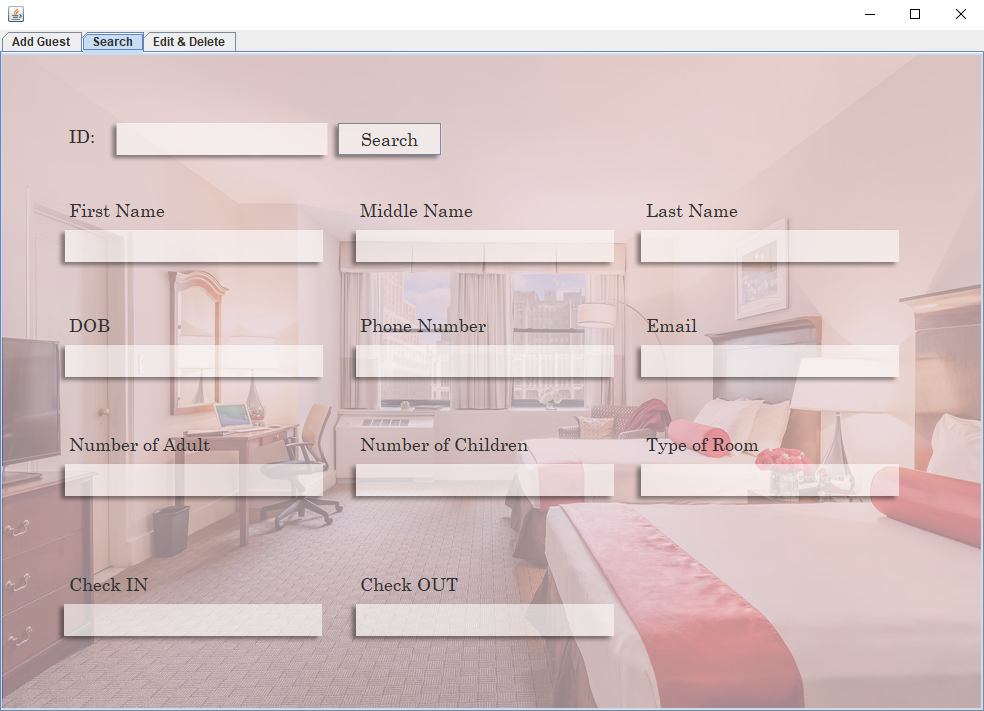 Add Guest Search Edit & Delete
ID: Search
First Name Middle Name Last Name
DOB Phone Number Email
Number of Adult Number of Children Type of Room
Check IN Check OUT